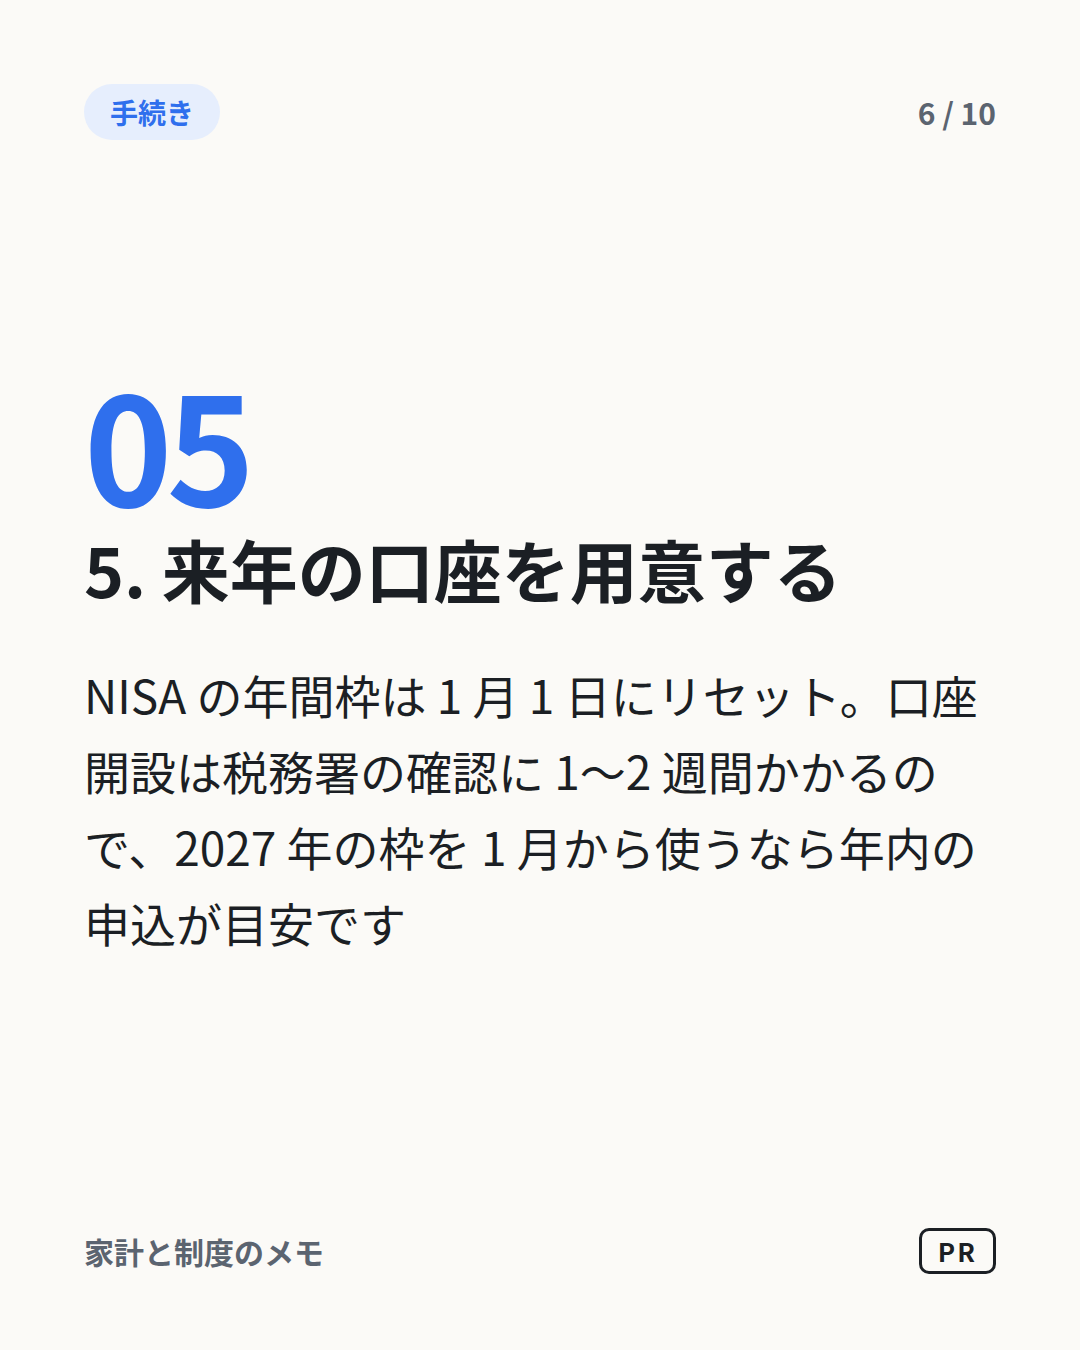 手続き
6 / 10
05
5. 来年の口座を用意する
NISA の年間枠は 1 月 1 日にリセット。口座
開設は税務署の確認に 1〜2 週間かかるの
で、2027 年の枠を 1 月から使うなら年内の
申込が目安です
家計と制度のメモ
PR